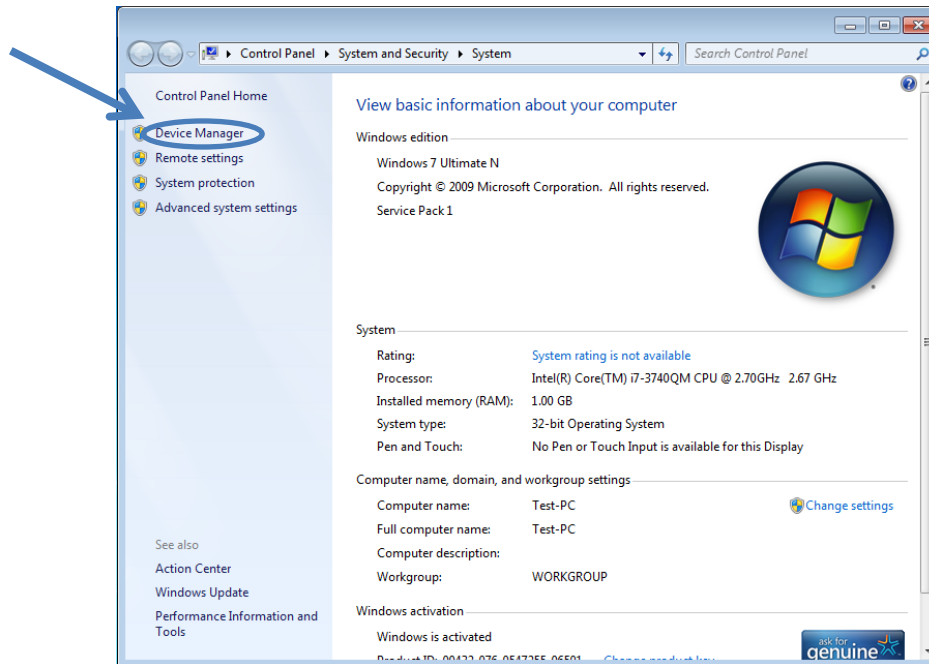 Control Panel ▸ System and Security ▸ System
Search Control Panel
Control Panel Home
Device Manager
Remote settings
System protection
Advanced system settings
See also
Action Center
Windows Update
Performance Information and
Tools
View basic information about your computer
Windows edition
Windows 7 Ultimate N
Copyright © 2009 Microsoft Corporation. All rights reserved.
Service Pack 1
System
Rating: System rating is not available
Processor: Intel(R) Core(TM) i7-3740QM CPU @ 2.70GHz 2.67 GHz
Installed memory (RAM): 1.00 GB
System type: 32-bit Operating System
Pen and Touch: No Pen or Touch Input is available for this Display
Computer name, domain, and workgroup settings
Computer name: Test-PC
Change settings
Full computer name: Test-PC
Computer description:
Workgroup: WORKGROUP
Windows activation
Windows is activated
ask for
genuine
Product ID: Change product key